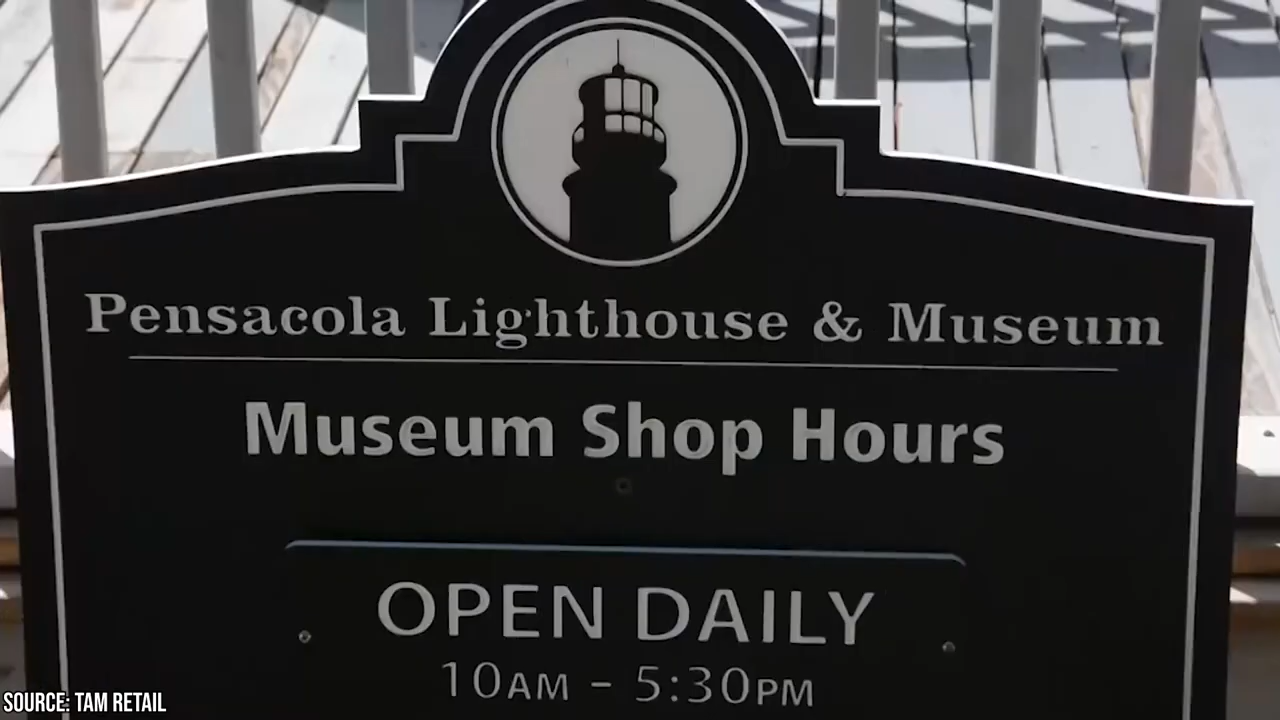 Pensacola Lighthouse & Museum
Museum Shop Hours
OPEN DAILY
10AM - 5:30PM
SOURCE: TAM RETAIL